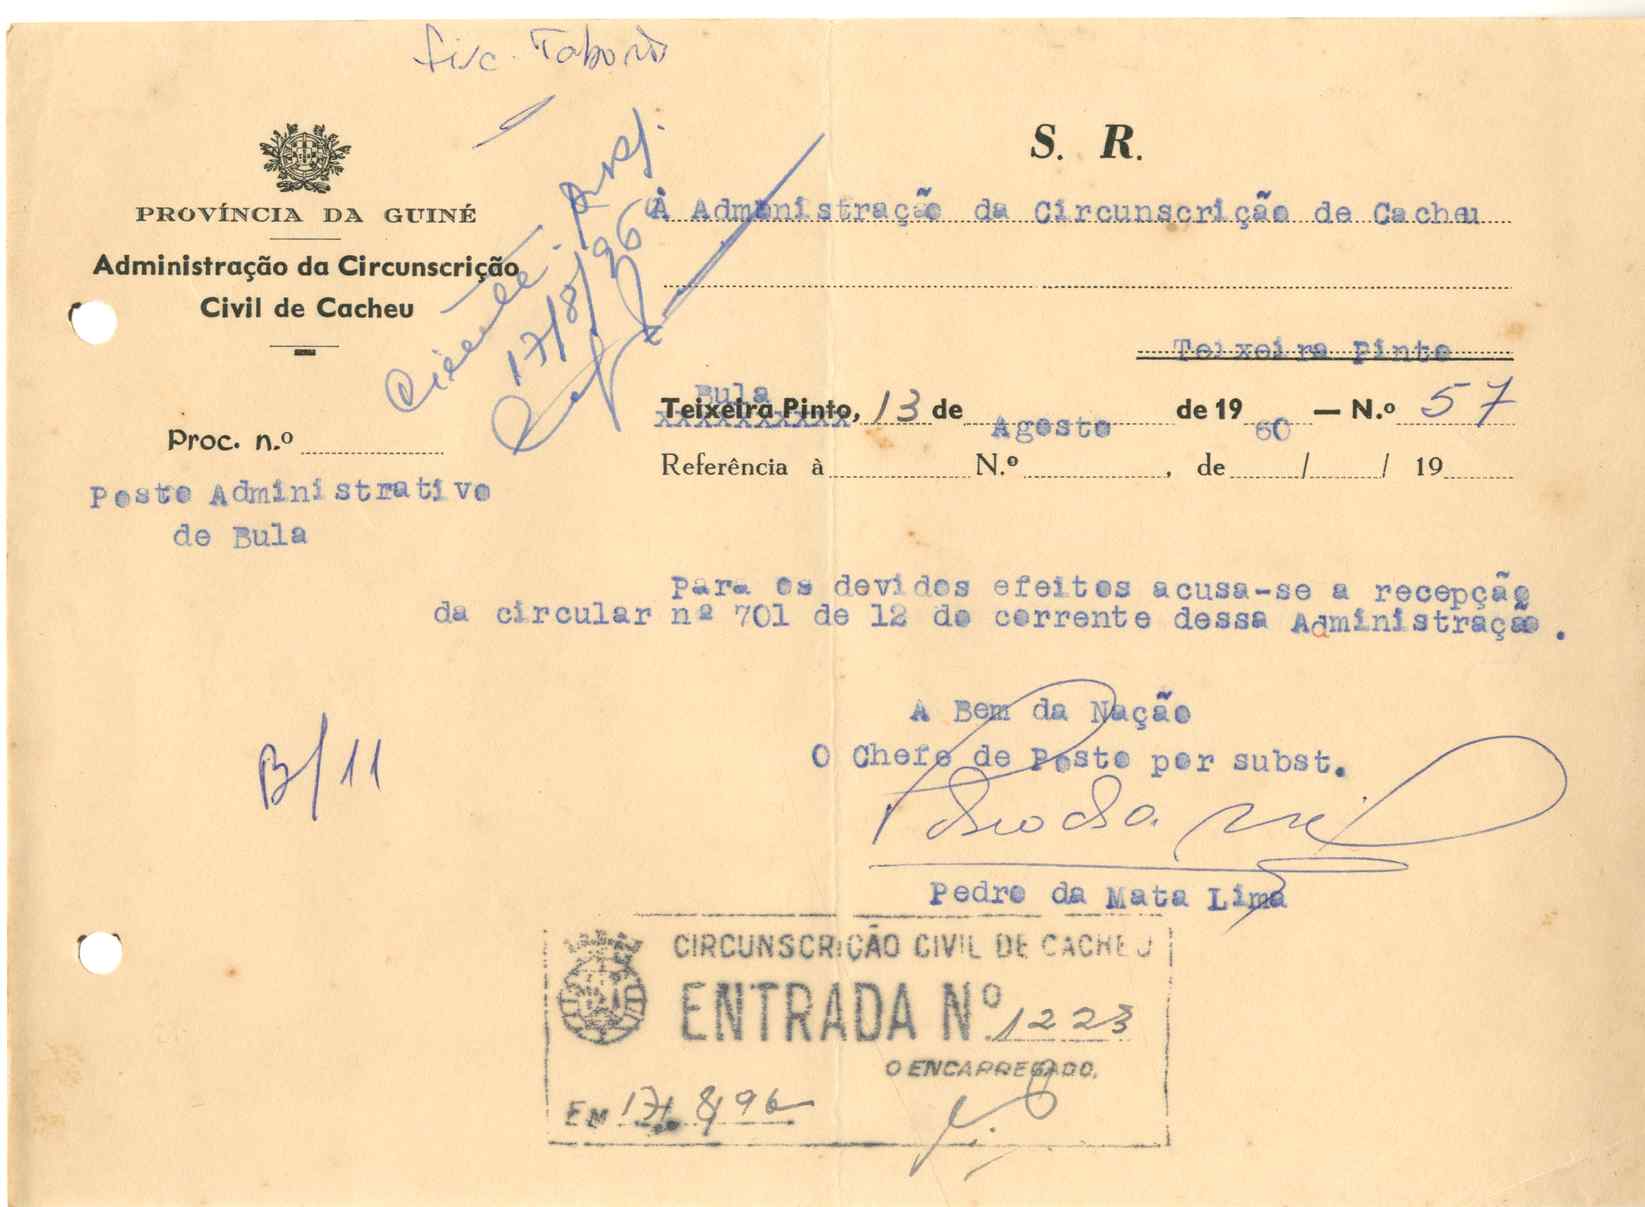 S. R.
PROVÍNCIA DA GUINÉ
Administração da Circunscrição
Civil de Cacheu
À Administração da Circunscrição de Cacheu
Teixeira Pinto
Ciente. Arq.
17/8/960
Bula
Teixeira Pinto, 13 de Agosto de 1960 — N.º 57
Proc. n.º
Referência à N.º , de / / 19
Posto Administrativo
de Bula
Para os devidos efeitos acusa-se a recepção
da circular nº 701 de 12 do corrente dessa Administração.
A Bem da Nação
O Chefe de Posto por subst.
B/11
Pedro da Mata Lima
CIRCUNSCRIÇÃO CIVIL DE CACHEU
ENTRADA Nº 1223
O ENCARREGADO,
EM 17/8/96